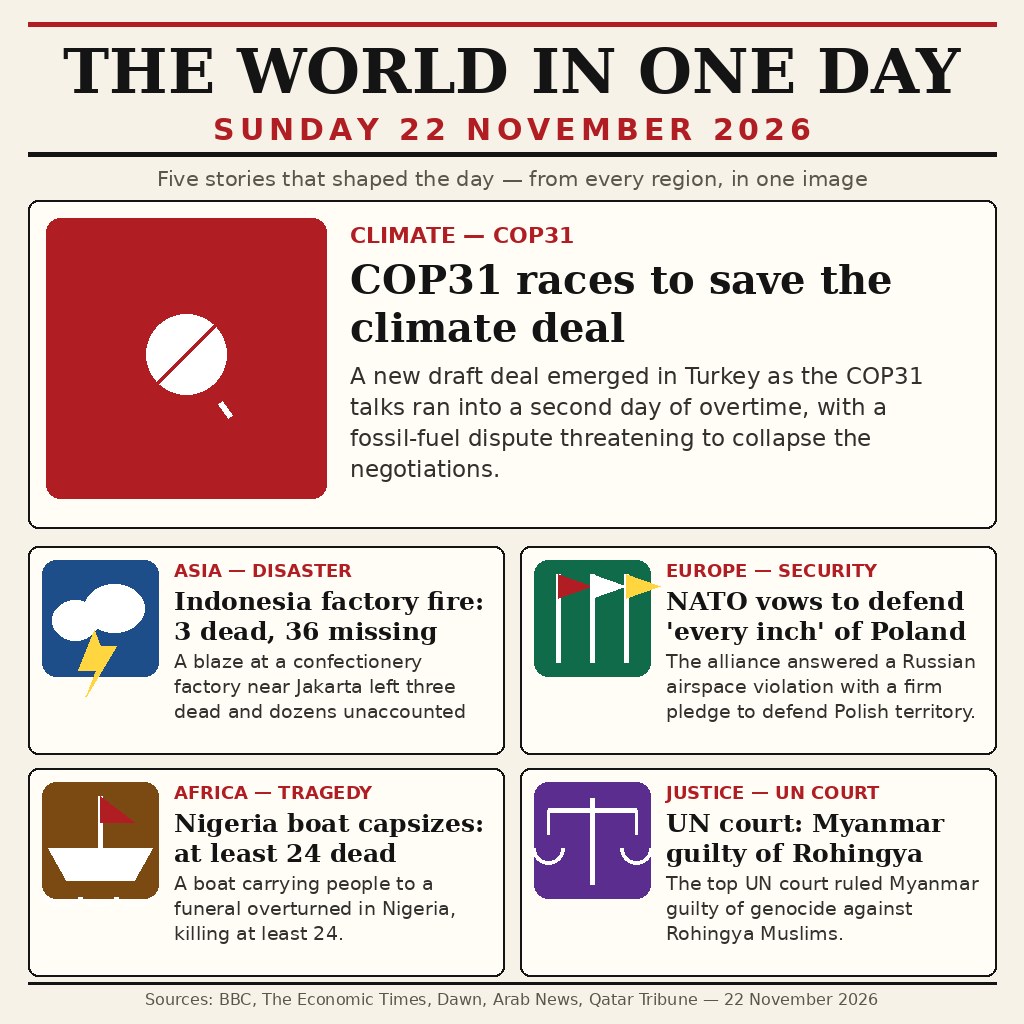 THE WORLD IN ONE DAY
SUNDAY 22 NOVEMBER 2026
Five stories that shaped the day — from every region, in one image
CLIMATE — COP31
COP31 races to save the
climate deal
A new draft deal emerged in Turkey as the COP31
talks ran into a second day of overtime, with a
fossil-fuel dispute threatening to collapse the
negotiations.
ASIA — DISASTER
Indonesia factory fire:
3 dead, 36 missing
A blaze at a confectionery
factory near Jakarta left three
dead and dozens unaccounted
EUROPE — SECURITY
NATO vows to defend
'every inch' of Poland
The alliance answered a Russian
airspace violation with a firm
pledge to defend Polish territory.
AFRICA — TRAGEDY
Nigeria boat capsizes:
at least 24 dead
A boat carrying people to a
funeral overturned in Nigeria,
killing at least 24.
JUSTICE — UN COURT
UN court: Myanmar
guilty of Rohingya
The top UN court ruled Myanmar
guilty of genocide against
Rohingya Muslims.
Sources: BBC, The Economic Times, Dawn, Arab News, Qatar Tribune — 22 November 2026